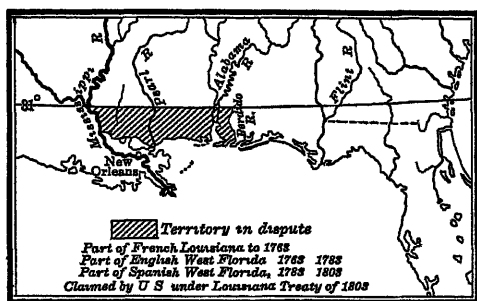 Mississippi R
Pearl R
Alabama R
Perdido R.
Flint R
31°
New
Orleans
Territory in dispute
Part of French Louisiana to 1763
Part of English West Florida 1763 1783
Part of Spanish West Florida, 1783 1803
Claimed by U S under Louisiana Treaty of 1803